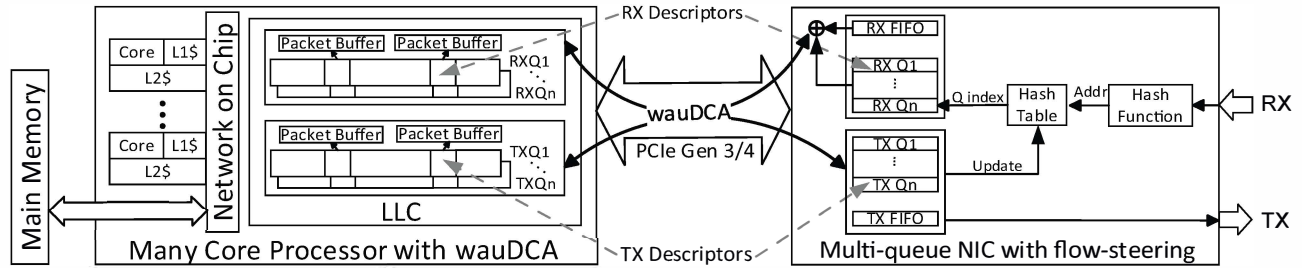 Main Memory
Core L1$
L2$
Core L1$
L2$
Network on Chip
Packet Buffer Packet Buffer
RXQ1
RXQn
Packet Buffer Packet Buffer
TXQ1
TXQn
LLC
Many Core Processor with wauDCA
RX Descriptors
wauDCA
PCIe Gen 3/4
TX Descriptors
RX FIFO
RX Q1
RX Qn
TX Q1
TX Qn
TX FIFO
Q index
Hash
Table
Addr
Hash
Function
Update
RX
TX
Multi-queue NIC with flow-steering